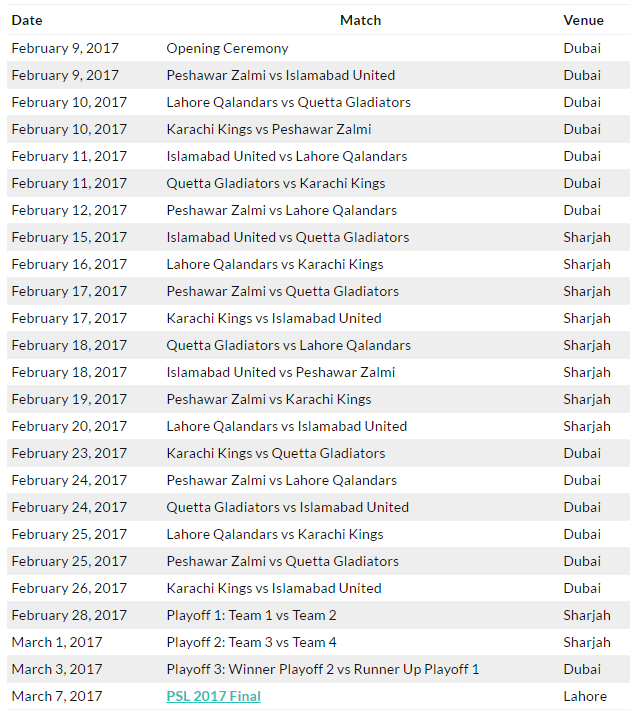 Date Match Venue
February 9, 2017 Opening Ceremony Dubai
February 9, 2017 Peshawar Zalmi vs Islamabad United Dubai
February 10, 2017 Lahore Qalandars vs Quetta Gladiators Dubai
February 10, 2017 Karachi Kings vs Peshawar Zalmi Dubai
February 11, 2017 Islamabad United vs Lahore Qalandars Dubai
February 11, 2017 Quetta Gladiators vs Karachi Kings Dubai
February 12, 2017 Peshawar Zalmi vs Lahore Qalandars Dubai
February 15, 2017 Islamabad United vs Quetta Gladiators Sharjah
February 16, 2017 Lahore Qalandars vs Karachi Kings Sharjah
February 17, 2017 Peshawar Zalmi vs Quetta Gladiators Sharjah
February 17, 2017 Karachi Kings vs Islamabad United Sharjah
February 18, 2017 Quetta Gladiators vs Lahore Qalandars Sharjah
February 18, 2017 Islamabad United vs Peshawar Zalmi Sharjah
February 19, 2017 Peshawar Zalmi vs Karachi Kings Sharjah
February 20, 2017 Lahore Qalandars vs Islamabad United Sharjah
February 23, 2017 Karachi Kings vs Quetta Gladiators Dubai
February 24, 2017 Peshawar Zalmi vs Lahore Qalandars Dubai
February 24, 2017 Quetta Gladiators vs Islamabad United Dubai
February 25, 2017 Lahore Qalandars vs Karachi Kings Dubai
February 25, 2017 Peshawar Zalmi vs Quetta Gladiators Dubai
February 26, 2017 Karachi Kings vs Islamabad United Dubai
February 28, 2017 Playoff 1: Team 1 vs Team 2 Sharjah
March 1, 2017 Playoff 2: Team 3 vs Team 4 Sharjah
March 3, 2017 Playoff 3: Winner Playoff 2 vs Runner Up Playoff 1 Dubai
March 7, 2017 PSL 2017 Final Lahore